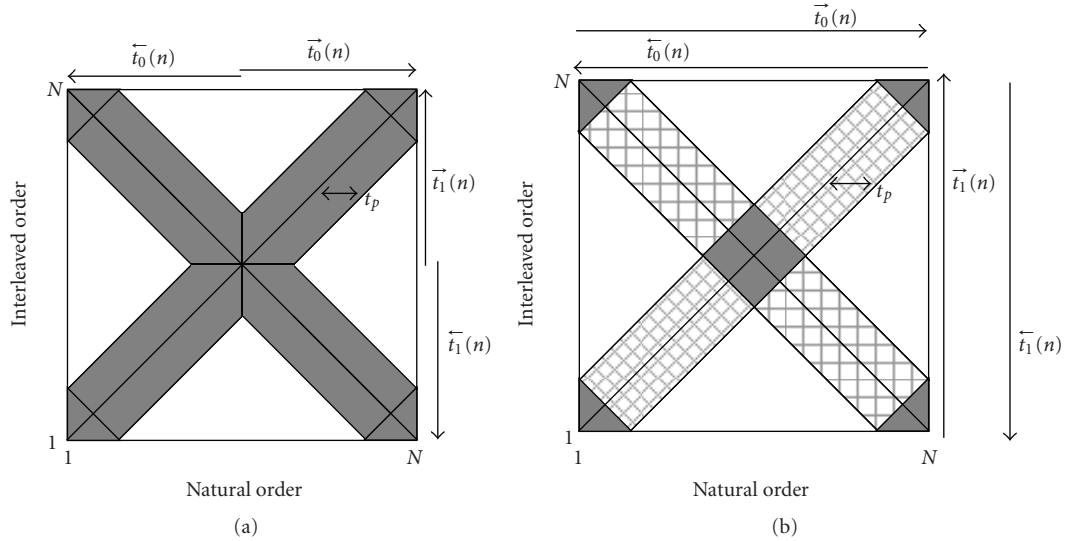 ←t₀(n)
→t₀(n)
N
Interleaved order
→t₁(n)
tₚ
←t₁(n)
1
1
N
Natural order
(a)
→t₀(n)
←t₀(n)
N
Interleaved order
→t₁(n)
tₚ
←t₁(n)
1
1
N
Natural order
(b)